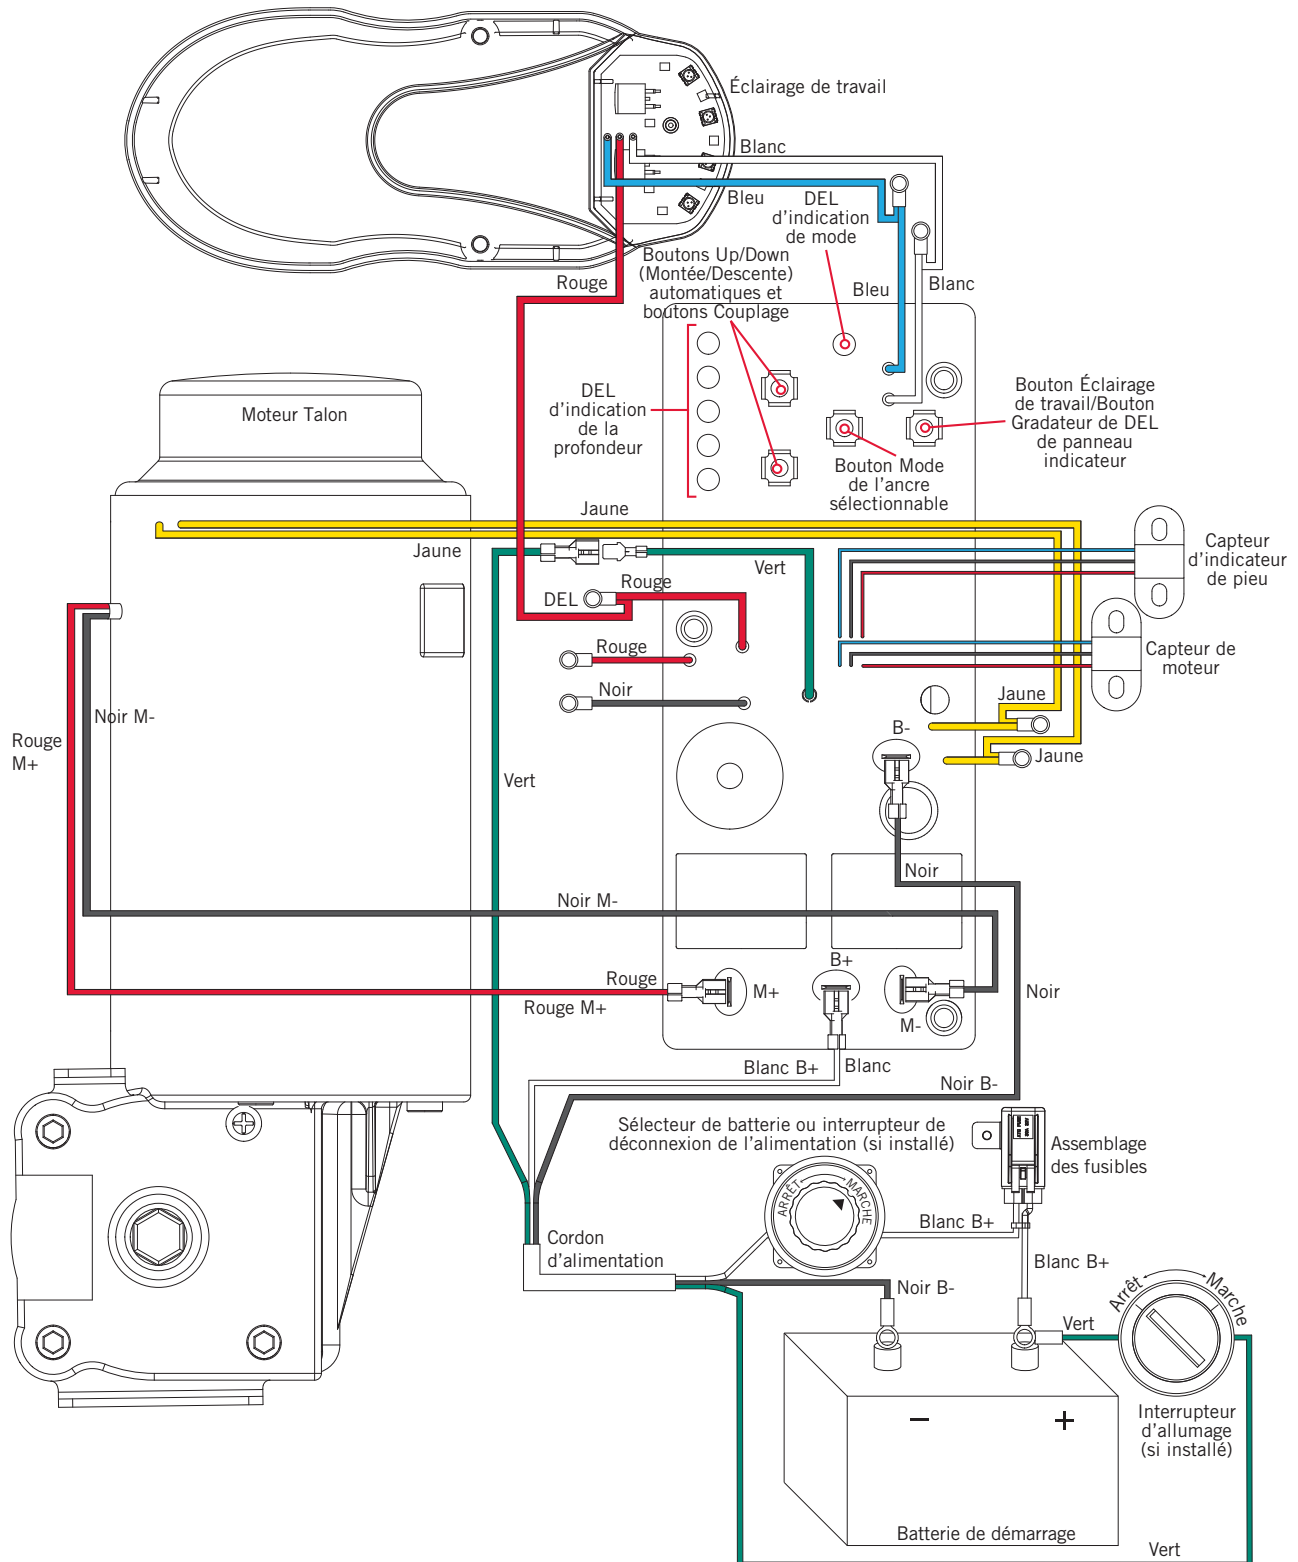 Éclairage de travail
Blanc
Bleu
DEL
d'indication
de mode
Boutons Up/Down
(Montée/Descente)
automatiques et
boutons Couplage
Rouge
Bleu
Blanc
Moteur Talon
DEL
d'indication
de la
profondeur
Bouton Éclairage
de travail/Bouton
Gradateur de DEL
de panneau
indicateur
Bouton Mode
de l'ancre
sélectionnable
Jaune
Jaune
Vert
Capteur
d'indicateur
de pieu
Rouge
DEL
Rouge
Capteur de
moteur
Noir
Jaune
Noir M-
Rouge
M+
B-
Jaune
Vert
Noir
Noir M-
B+
Rouge
M+
Noir
Rouge M+
M-
Blanc B+
Blanc
Noir B-
Sélecteur de batterie ou interrupteur de
déconnexion de l'alimentation (si installé)
Assemblage
des fusibles
ARRÊT
MARCHE
Blanc B+
Cordon
d'alimentation
Blanc B+
Noir B-
Arrêt
Marche
Vert
Interrupteur
d'allumage
(si installé)
− +
Batterie de démarrage
Vert